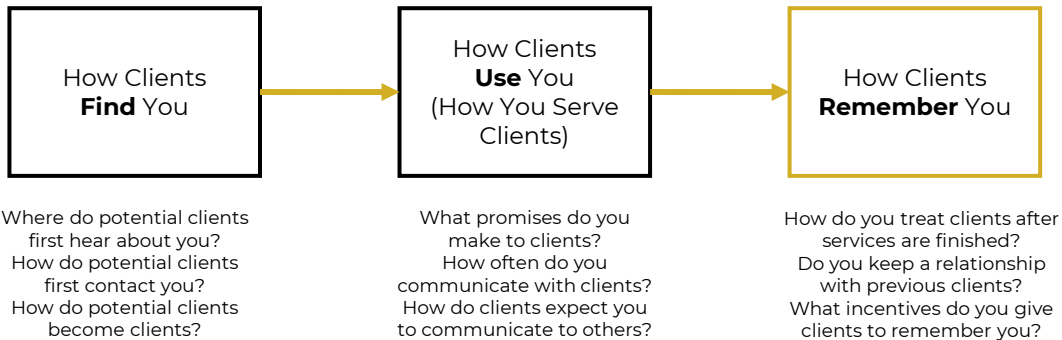 How Clients
Find You
How Clients
Use You
(How You Serve
Clients)
How Clients
Remember You
Where do potential clients
first hear about you?
How do potential clients
first contact you?
How do potential clients
become clients?
What promises do you
make to clients?
How often do you
communicate with clients?
How do clients expect you
to communicate to others?
How do you treat clients after
services are finished?
Do you keep a relationship
with previous clients?
What incentives do you give
clients to remember you?